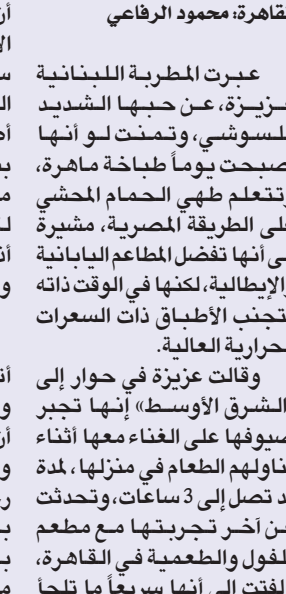 لقاهرة: محمود الرفاعي
عبرت المطربة اللبنانية
عزيزة، عن حبها الشديد
للسوشي، وتمنت لو أنها
صبحت يوماً طباخة ماهرة،
وتتعلم طهي الحمام المحشي
على الطريقة المصرية، مشيرة
لى أنها تفضل المطاعم اليابانية
والإيطالية، لكنها في الوقت ذاته
تتجنب الأطباق ذات السعرات
لحرارية العالية.
وقالت عزيزة في حوار إلى
الشرق الأوسط» إنها تجبر
ضيوفها على الغناء معها أثناء
تناولهم الطعام في منزلها، لمدة
قد تصل إلى 3 ساعات، وتحدثت
عن آخر تجربتها مع مطعم
للفول والطعمية في القاهرة،
ولفتت إلى أنها سريعاً ما تلجأ